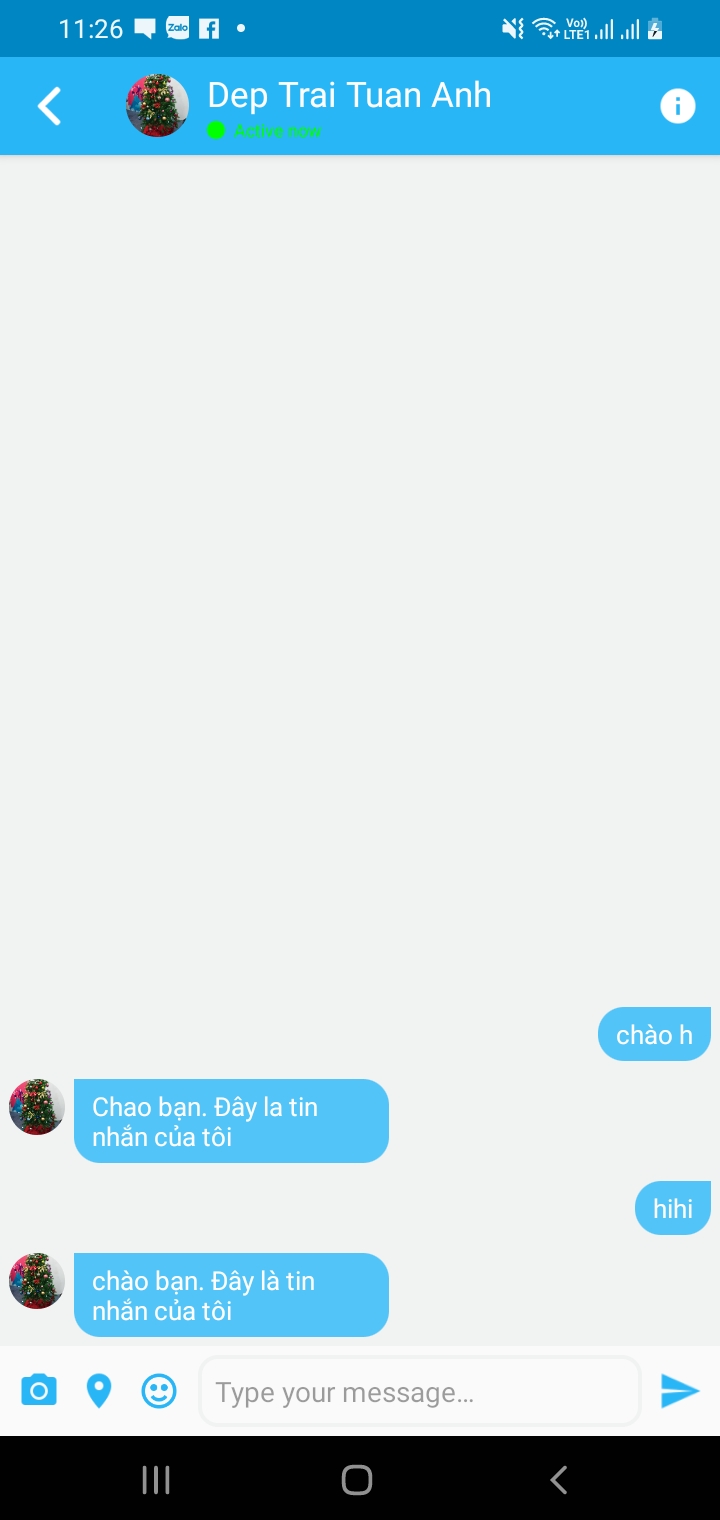 11:26 Zalo Vo)) LTE1
Dep Trai Tuan Anh
Active now
chào h
Chao bạn. Đây la tin
nhắn của tôi
hihi
chào bạn. Đây là tin
nhắn của tôi
Type your message...